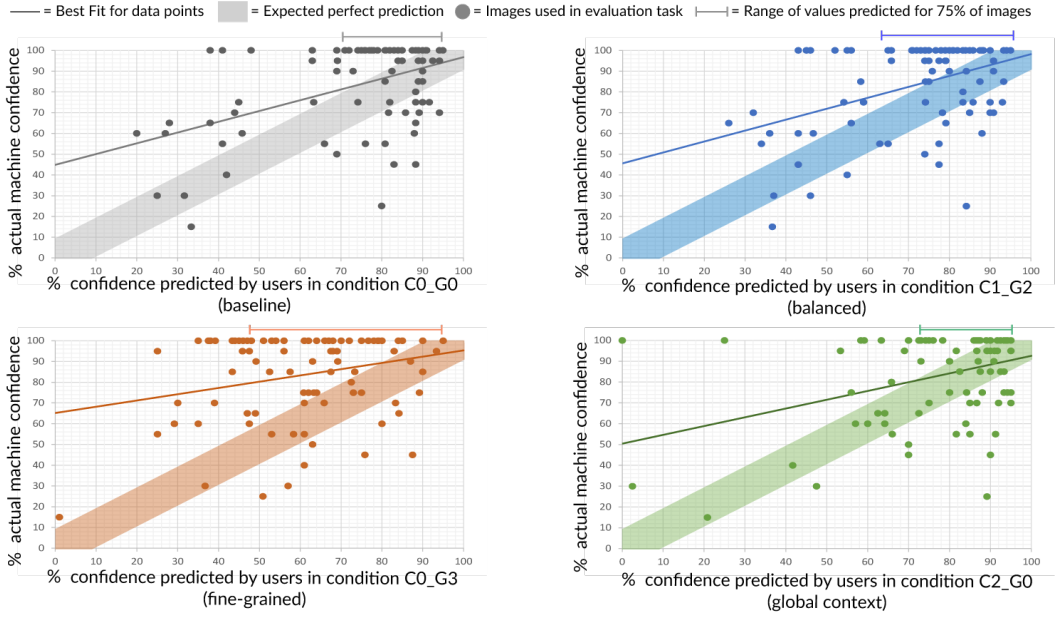 = Best Fit for data points = Expected perfect prediction = Images used in evaluation task = Range of values predicted for 75% of images
% actual machine confidence
100
90
80
70
60
50
40
30
20
10
0
0 10 20 30 40 50 60 70 80 90 100
% confidence predicted by users in condition C0_G0
(baseline)
% actual machine confidence
100
90
80
70
60
50
40
30
20
10
0
0 10 20 30 40 50 60 70 80 90 100
% confidence predicted by users in condition C1_G2
(balanced)
% actual machine confidence
100
90
80
70
60
50
40
30
20
10
0
0 10 20 30 40 50 60 70 80 90 100
% confidence predicted by users in condition C0_G3
(fine-grained)
% actual machine confidence
100
90
80
70
60
50
40
30
20
10
0
0 10 20 30 40 50 60 70 80 90 100
% confidence predicted by users in condition C2_G0
(global context)